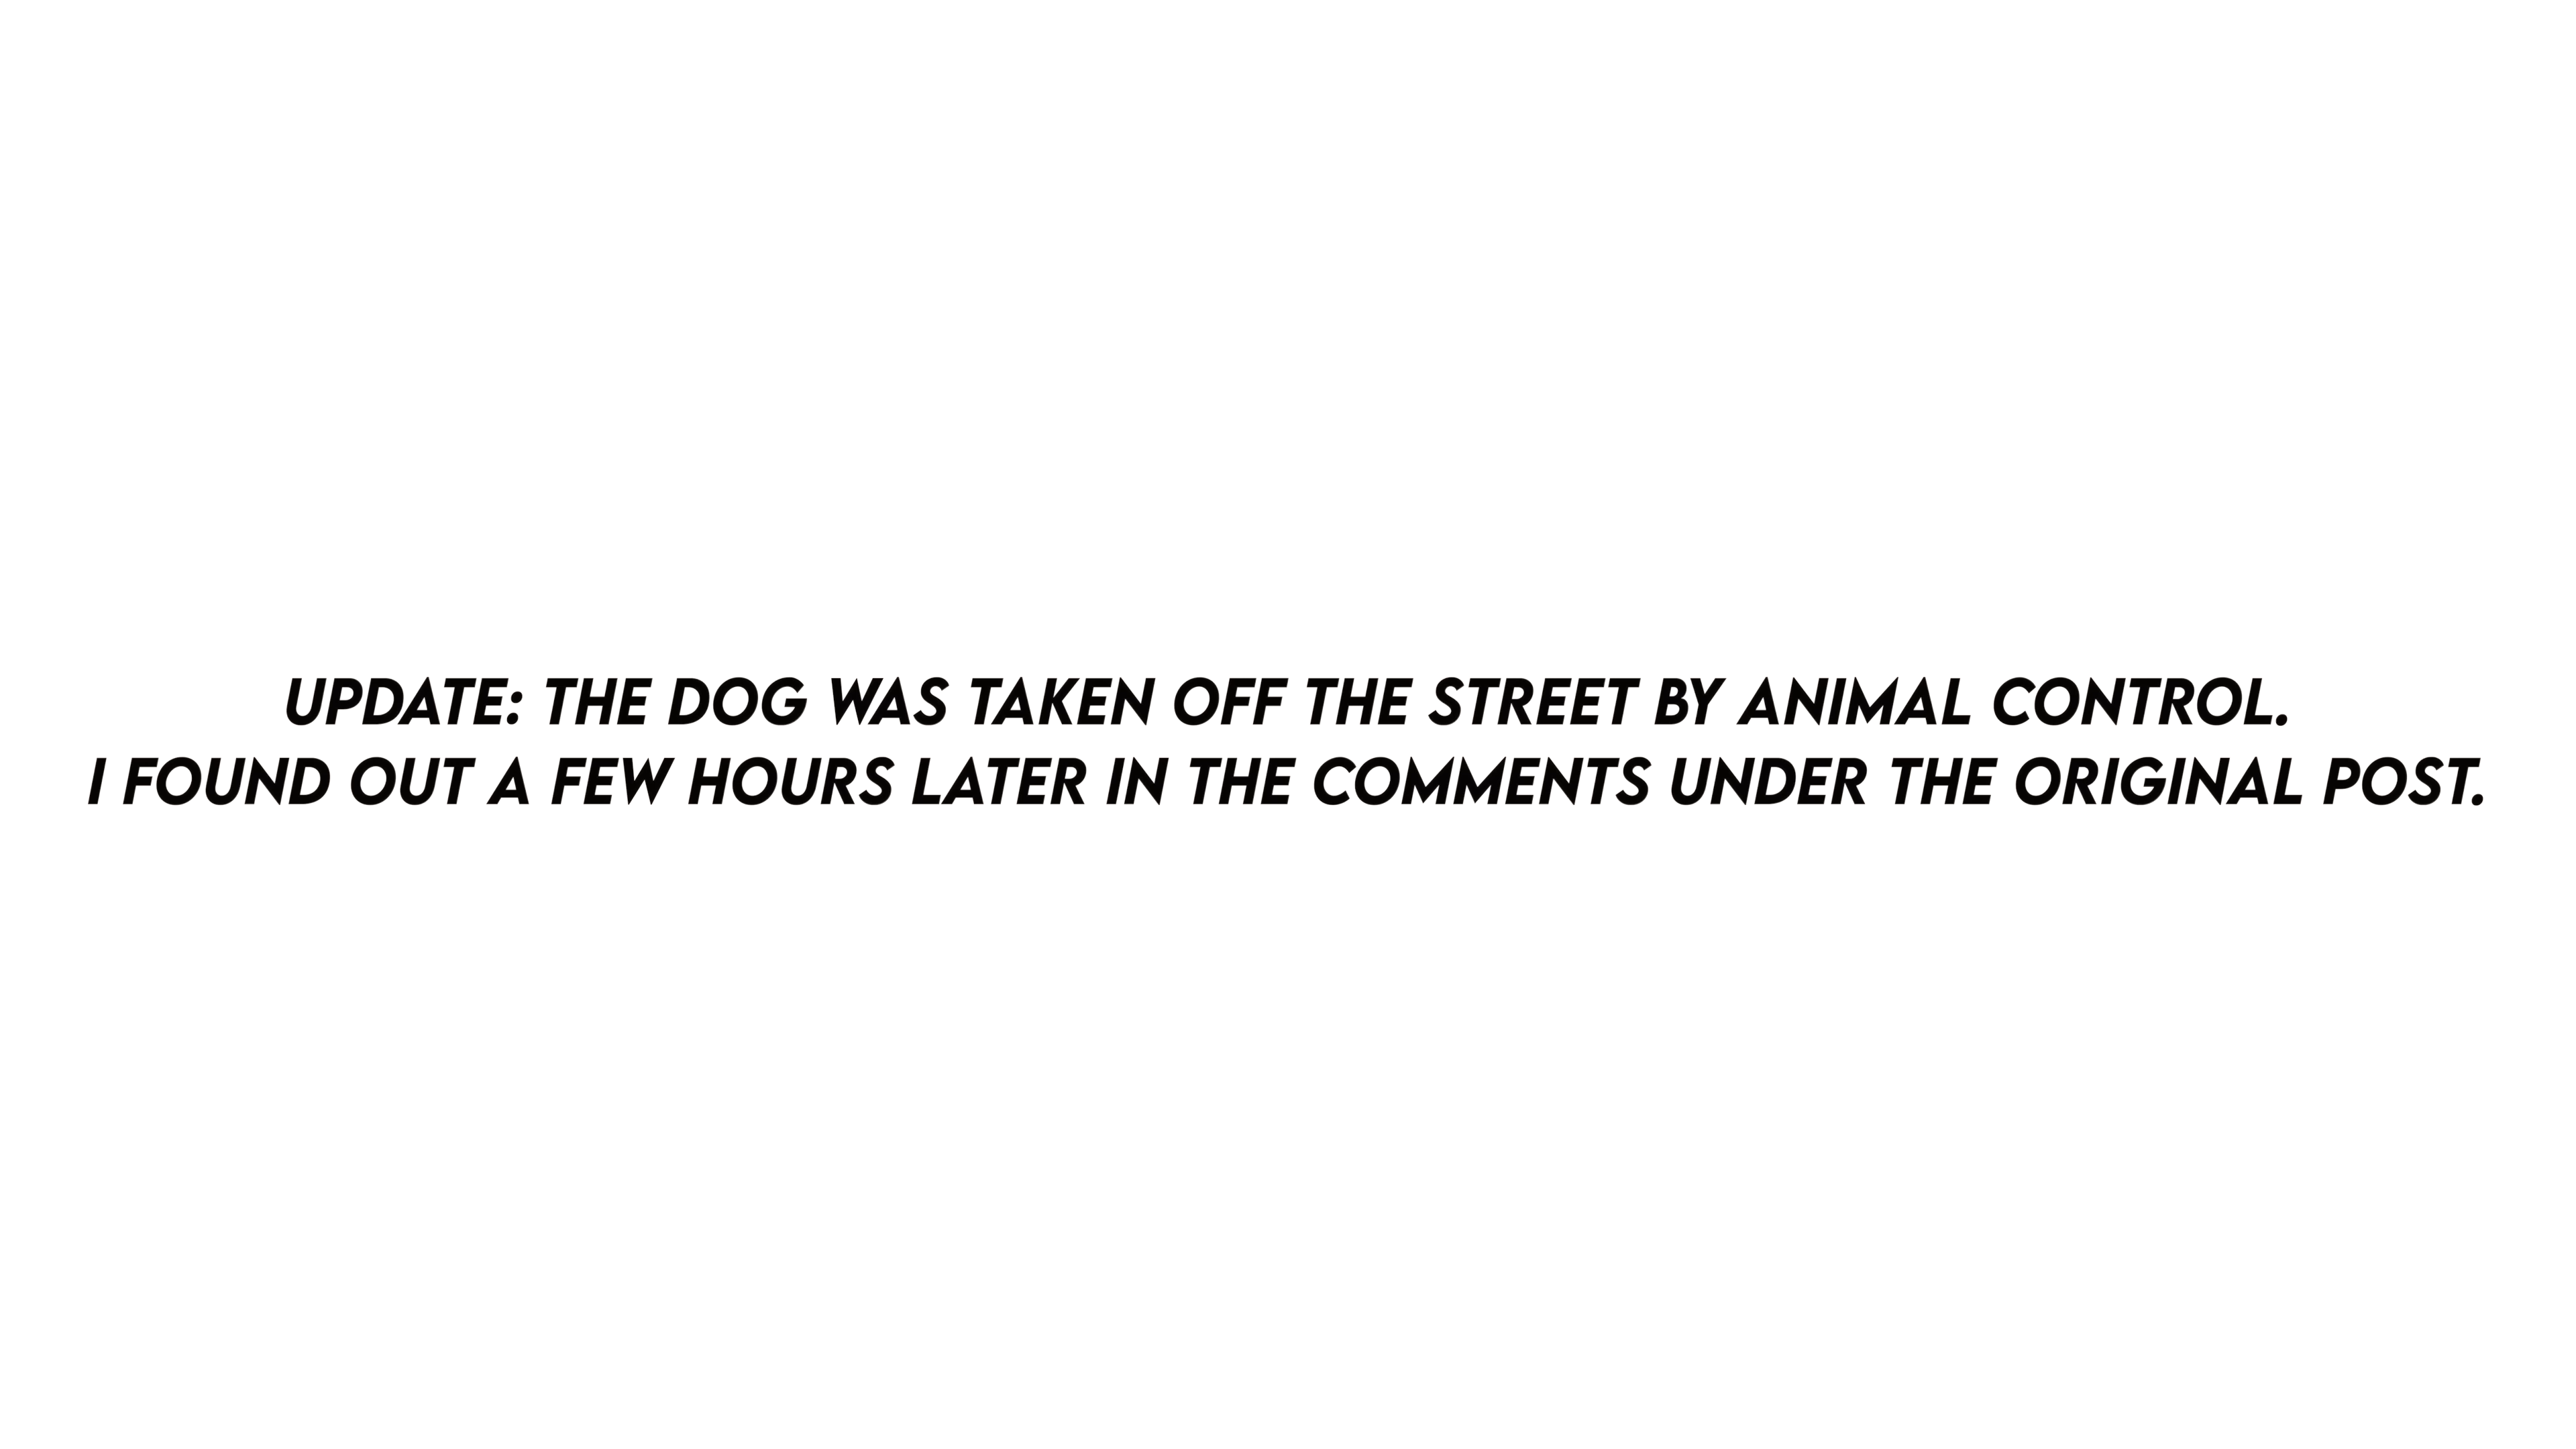 UPDATE: THE DOG WAS TAKEN OFF THE STREET BY ANIMAL CONTROL.
I FOUND OUT A FEW HOURS LATER IN THE COMMENTS UNDER THE ORIGINAL POST.